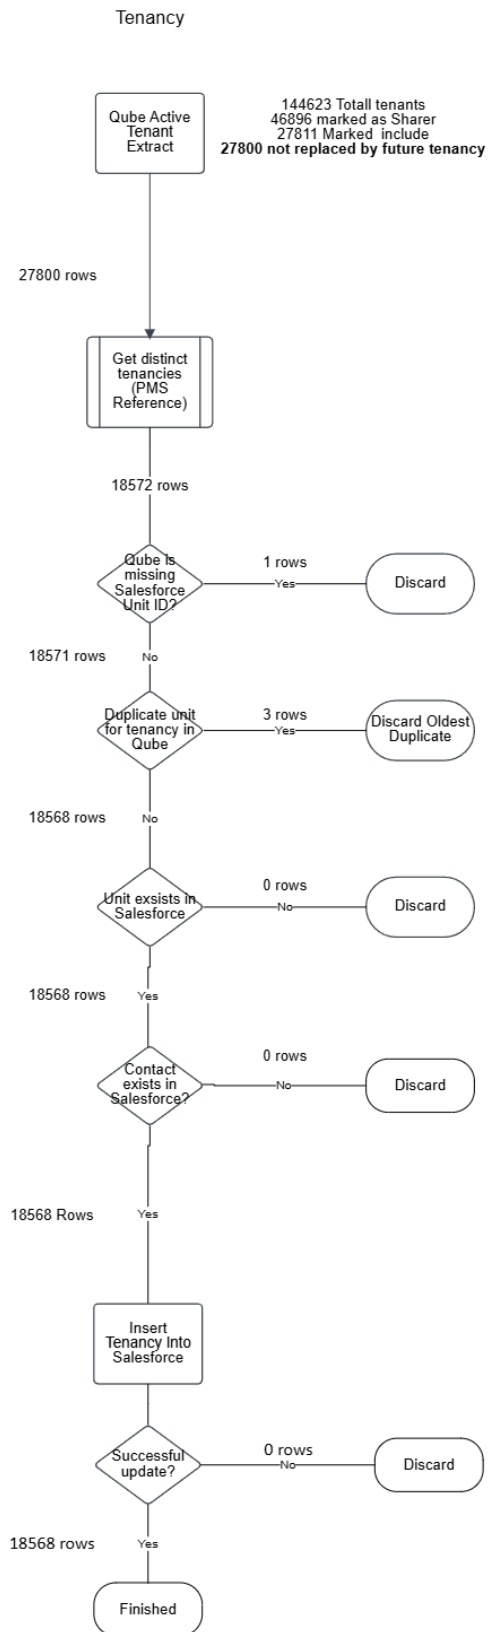 Tenancy
Qube Active
Tenant
Extract
144623 Totall tenants
46896 marked as Sharer
27811 Marked include
27800 not replaced by future tenancy
27800 rows
Get distinct
tenancies
(PMS
Reference)
18572 rows
Qube Is
missing
Salesforce
Unit ID?
1 rows
Yes
Discard
18571 rows
No
Duplicate unit
for tenancy in
Qube
3 rows
Yes
Discard Oldest
Duplicate
18568 rows
No
Unit exsists in
Salesforce
0 rows
No
Discard
18568 rows
Yes
Contact
exists in
Salesforce?
0 rows
No
Discard
18568 Rows
Yes
Insert
Tenancy Into
Salesforce
Successful
update?
0 rows
No
Discard
18568 rows
Yes
Finished